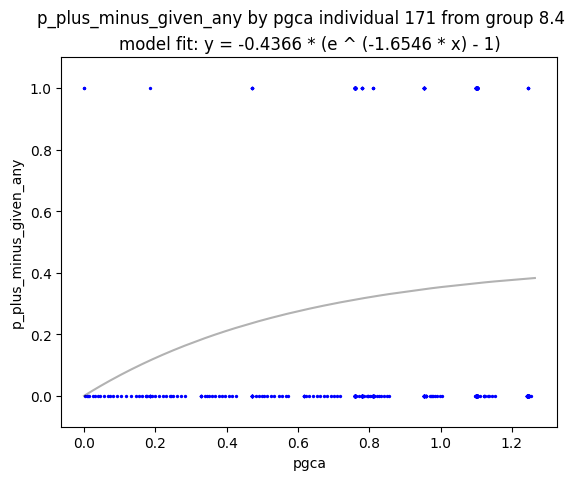 p_plus_minus_given_any by pgca individual 171 from group 8.4
model fit: y = -0.4366 * (e ^ (-1.6546 * x) - 1)
p_plus_minus_given_any
1.0
0.8
0.6
0.4
0.2
0.0
0.0 0.2 0.4 0.6 0.8 1.0 1.2
pgca